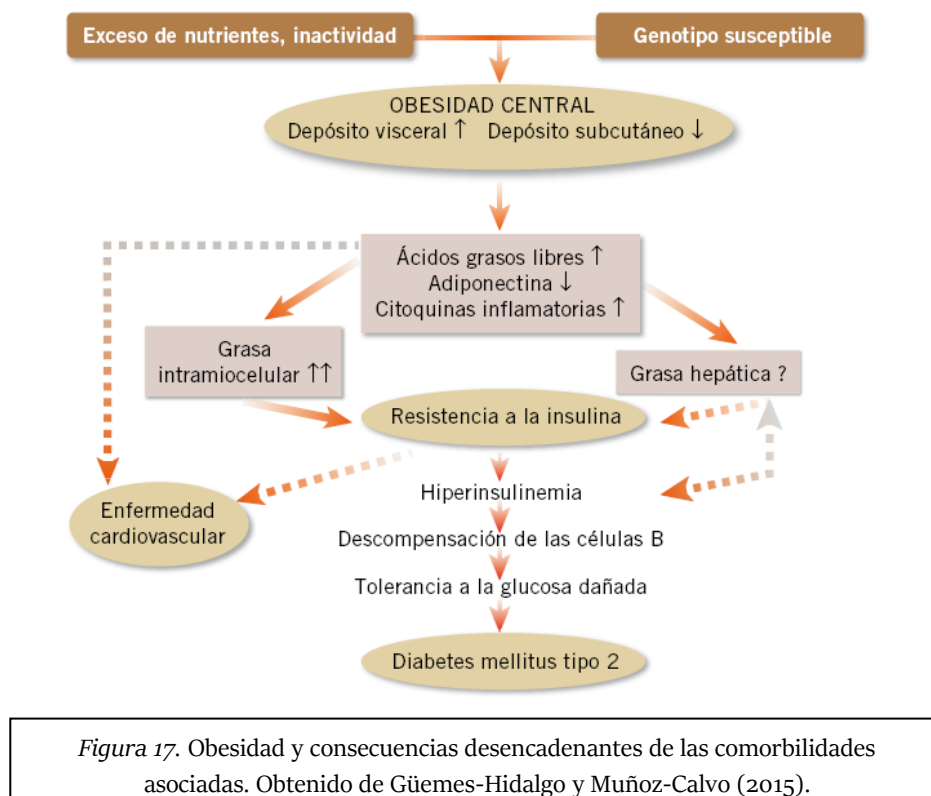 Exceso de nutrientes, inactividad
Genotipo susceptible
OBESIDAD CENTRAL
Depósito visceral ↑ Depósito subcutáneo ↓
Ácidos grasos libres ↑
Adiponectina ↓
Citoquinas inflamatorias ↑
Grasa
intramiocelular ↑↑
Grasa hepática ?
Resistencia a la insulina
Hiperinsulinemia
Enfermedad
cardiovascular
Descompensación de las células B
Tolerancia a la glucosa dañada
Diabetes mellitus tipo 2
Figura 17. Obesidad y consecuencias desencadenantes de las comorbilidades
asociadas. Obtenido de Güemes-Hidalgo y Muñoz-Calvo (2015).